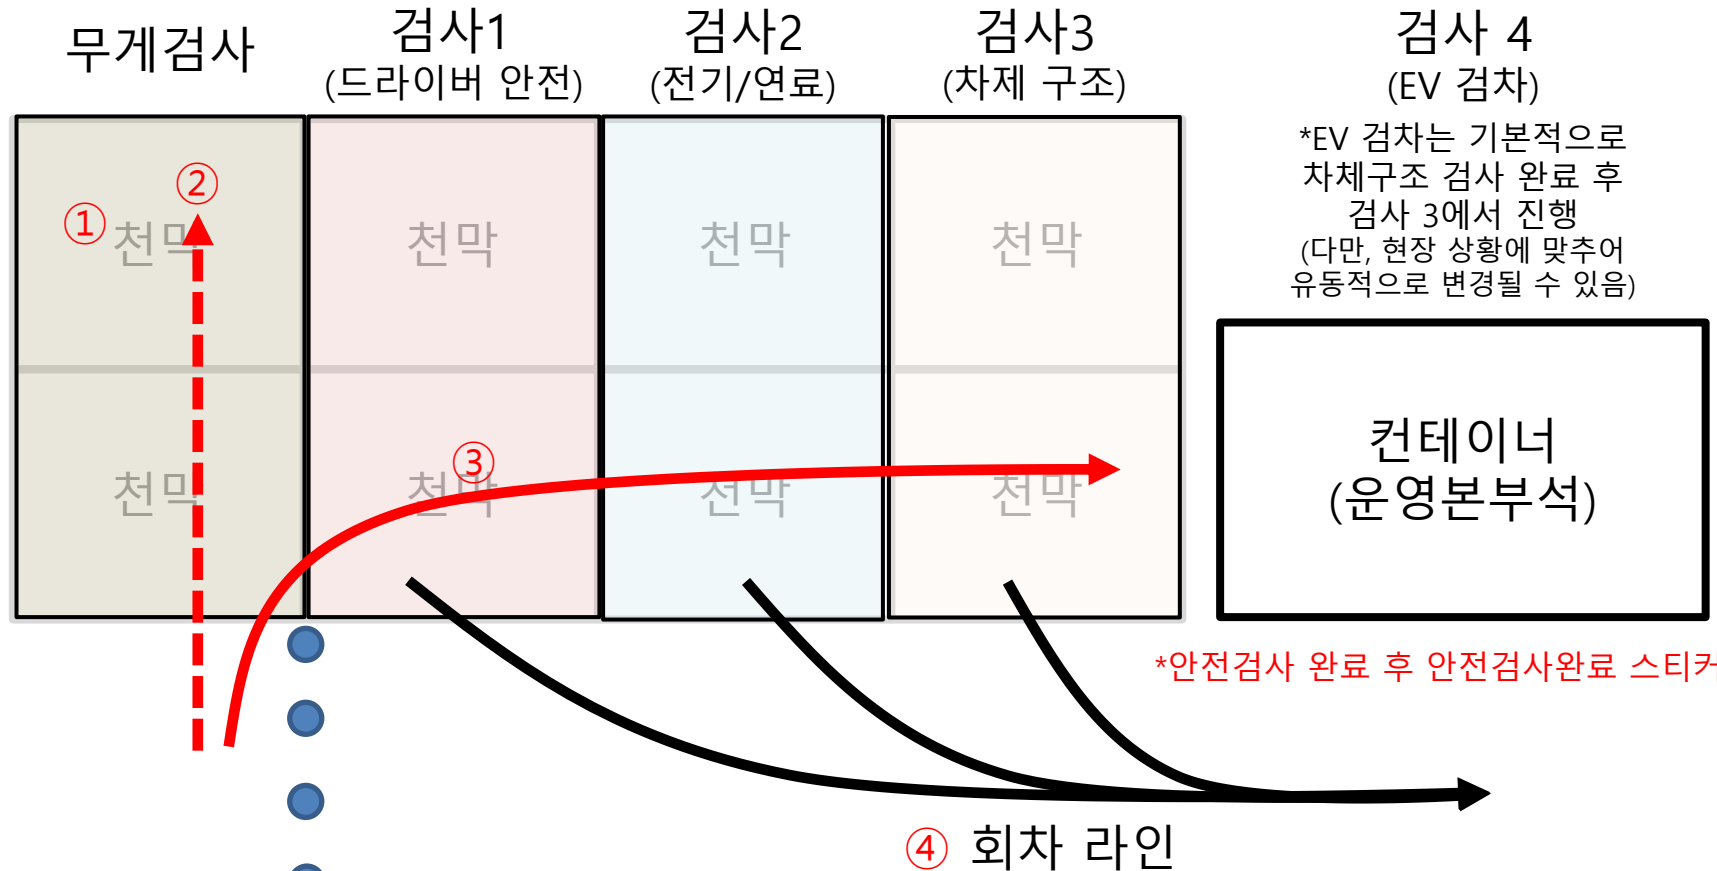 무게검사
검사1
(드라이버 안전)
검사2
(전기/연료)
검사3
(차제 구조)
검사 4
(EV 검차)
*EV 검차는 기본적으로
차체구조 검사 완료 후
검사 3에서 진행
(다만, 현장 상황에 맞추어
유동적으로 변경될 수 있음)
① ②
천막
천막
천막
천막
③
천막
천막
천막
천막
컨테이너
(운영본부석)
*안전검사 완료 후 안전검사완료 스티커
④ 회차 라인